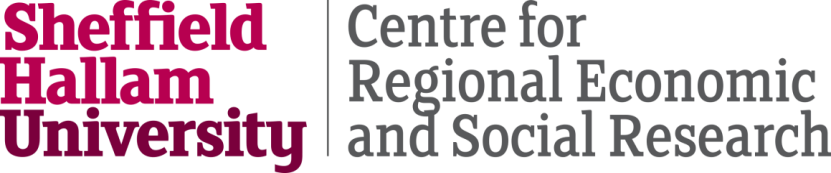 Sheffield
Hallam
University
Centre for
Regional Economic
and Social Research